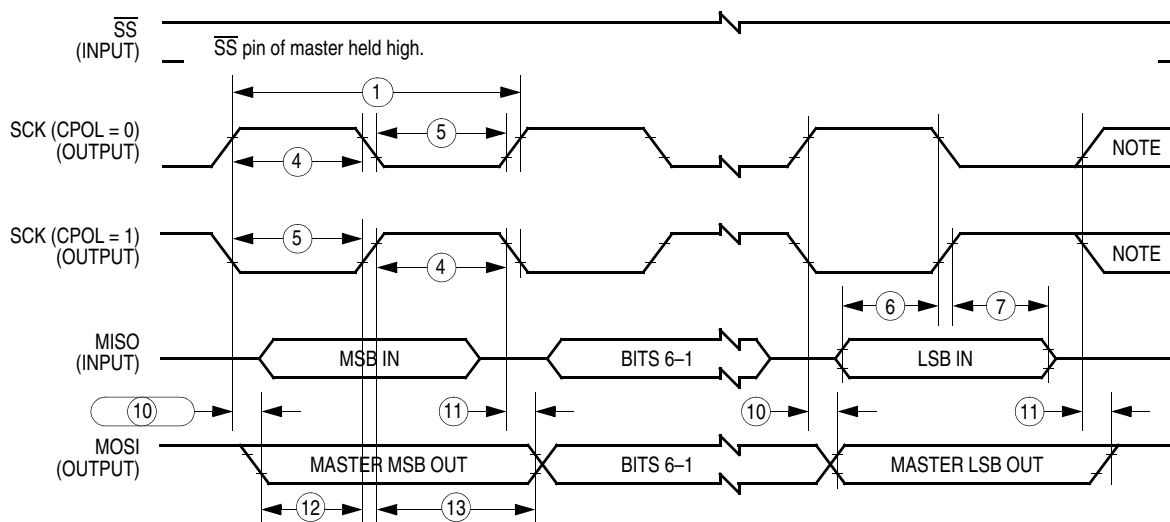 SS
(INPUT)
SS pin of master held high.
1
SCK (CPOL = 0)
(OUTPUT)
5
4
NOTE
SCK (CPOL = 1)
(OUTPUT)
5
4
NOTE
6
7
MISO
(INPUT)
MSB IN
BITS 6–1
LSB IN
10
11
10
11
MOSI
(OUTPUT)
MASTER MSB OUT
BITS 6–1
MASTER LSB OUT
12
13